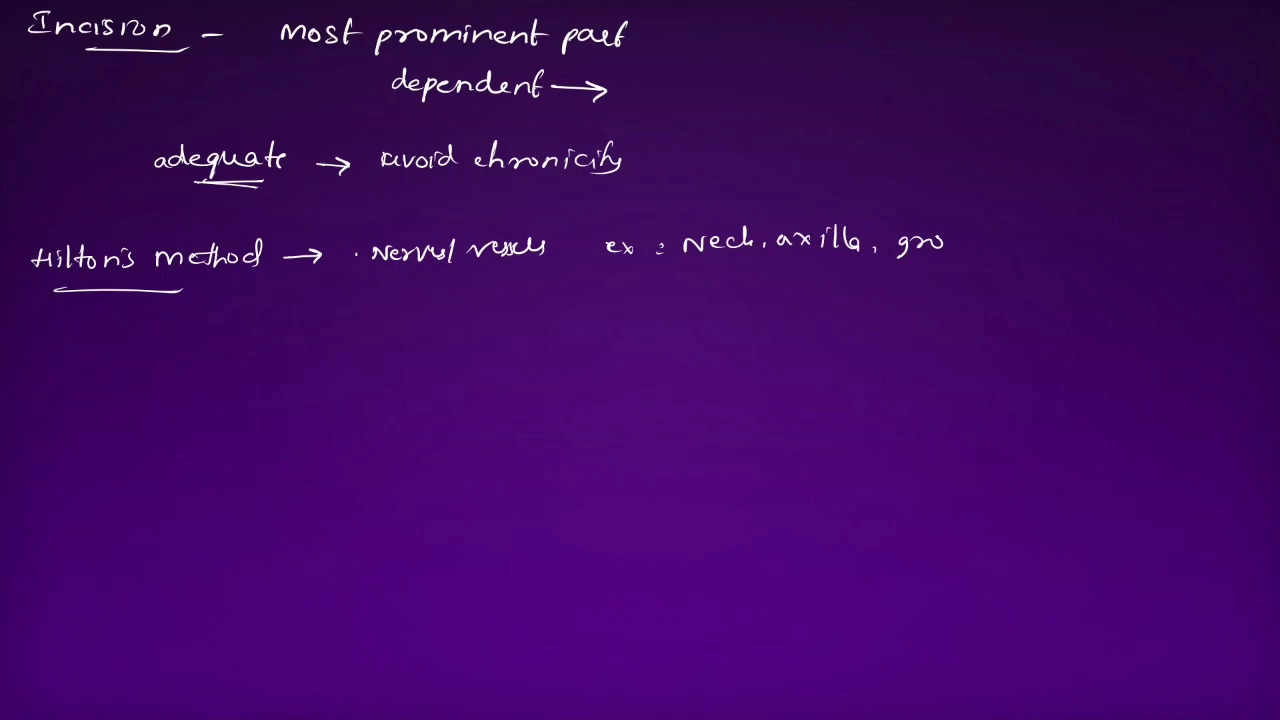 Incision - most prominent part
dependent →
adequate → avoid chronicity
Hilton's method → . Nerves/vessels ex : Neck, axilla, gro